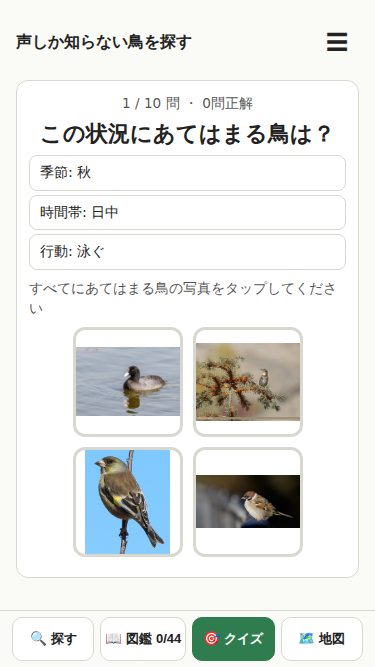 声しか知らない鳥を探す
1 / 10 問 ・ 0問正解
この状況にあてはまる鳥は？
季節: 秋
時間帯: 日中
行動: 泳ぐ
すべてにあてはまる鳥の写真をタップしてくださ
い
🔍 探す
📖 図鑑 0/44
🎯 クイズ
🗺️ 地図